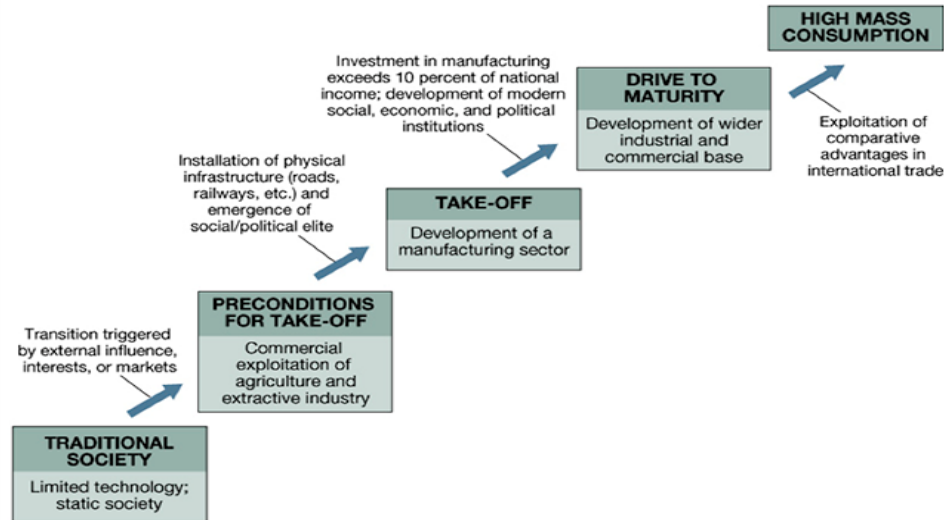 HIGH MASS
CONSUMPTION
Exploitation of
comparative
advantages in
international trade
Investment in manufacturing
exceeds 10 percent of national
income; development of modern
social, economic, and political
institutions
DRIVE TO
MATURITY
Development of wider
industrial and
commercial base
Installation of physical
infrastructure (roads,
railways, etc.) and
emergence of
social/political elite
TAKE-OFF
Development of a
manufacturing sector
Transition triggered
by external influence,
interests, or markets
PRECONDITIONS
FOR TAKE-OFF
Commercial
exploitation of
agriculture and
extractive industry
TRADITIONAL
SOCIETY
Limited technology;
static society